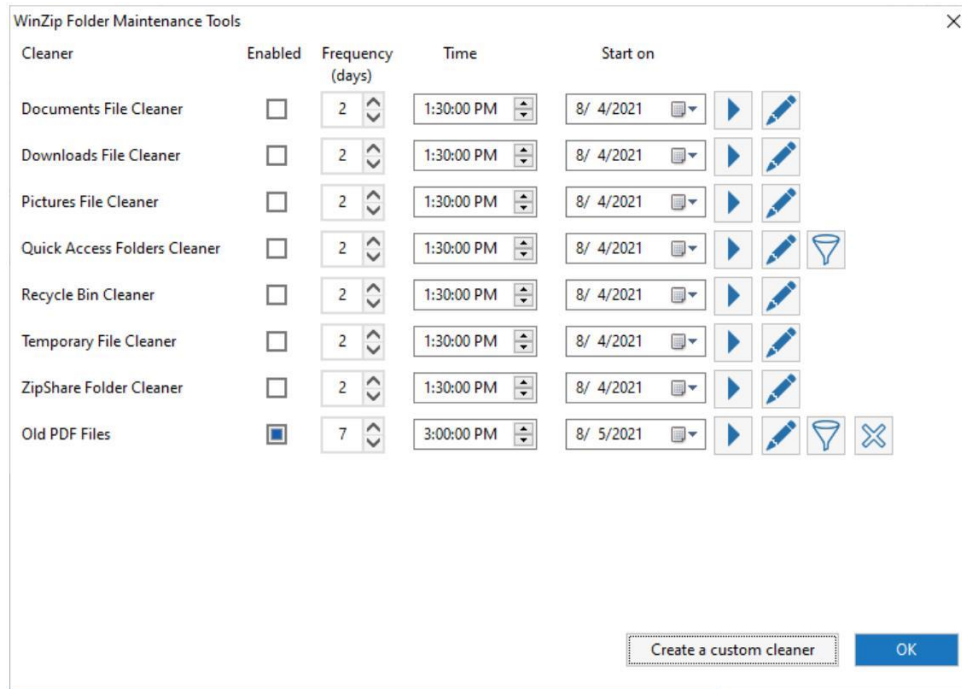 WinZip Folder Maintenance Tools
Cleaner Enabled Frequency (days) Time Start on
Documents File Cleaner 2 1:30:00 PM 8/ 4/2021
Downloads File Cleaner 2 1:30:00 PM 8/ 4/2021
Pictures File Cleaner 2 1:30:00 PM 8/ 4/2021
Quick Access Folders Cleaner 2 1:30:00 PM 8/ 4/2021
Recycle Bin Cleaner 2 1:30:00 PM 8/ 4/2021
Temporary File Cleaner 2 1:30:00 PM 8/ 4/2021
ZipShare Folder Cleaner 2 1:30:00 PM 8/ 4/2021
Old PDF Files 7 3:00:00 PM 8/ 5/2021
Create a custom cleaner OK